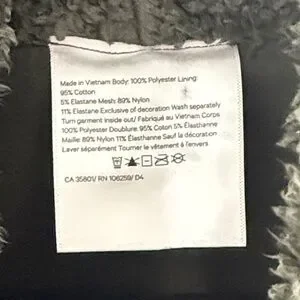 Made in Vietnam Body: 100% Polyester Lining:
95% Cotton
5% Elastane Mesh: 89% Nylon
11% Elastane Exclusive of decoration Wash separately
Turn garment inside out/ Fabriqué au Vietnam Corps
100% Polyester Doublure: 95% Coton 5% Élasthanne
Maille: 89% Nylon 11% Élasthanne Sauf la décoration
Laver séparément Tourner le vêtement à l'envers
CA 35801/ RN 106259/ D4